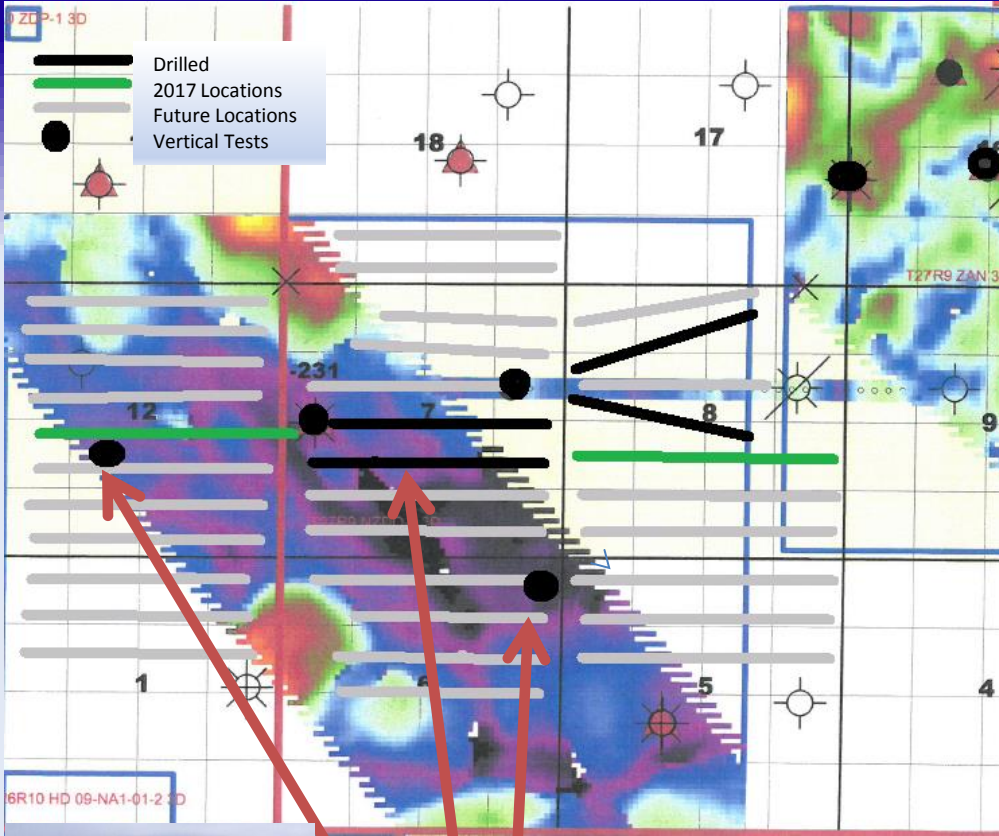 ZDP-1 3D
Drilled
2017 Locations
Future Locations
Vertical Tests
18
17
T27R9 ZAN 3
-231
12
7
8
9
1
5
4
6R10 HD 09-NA1-01-2 3D